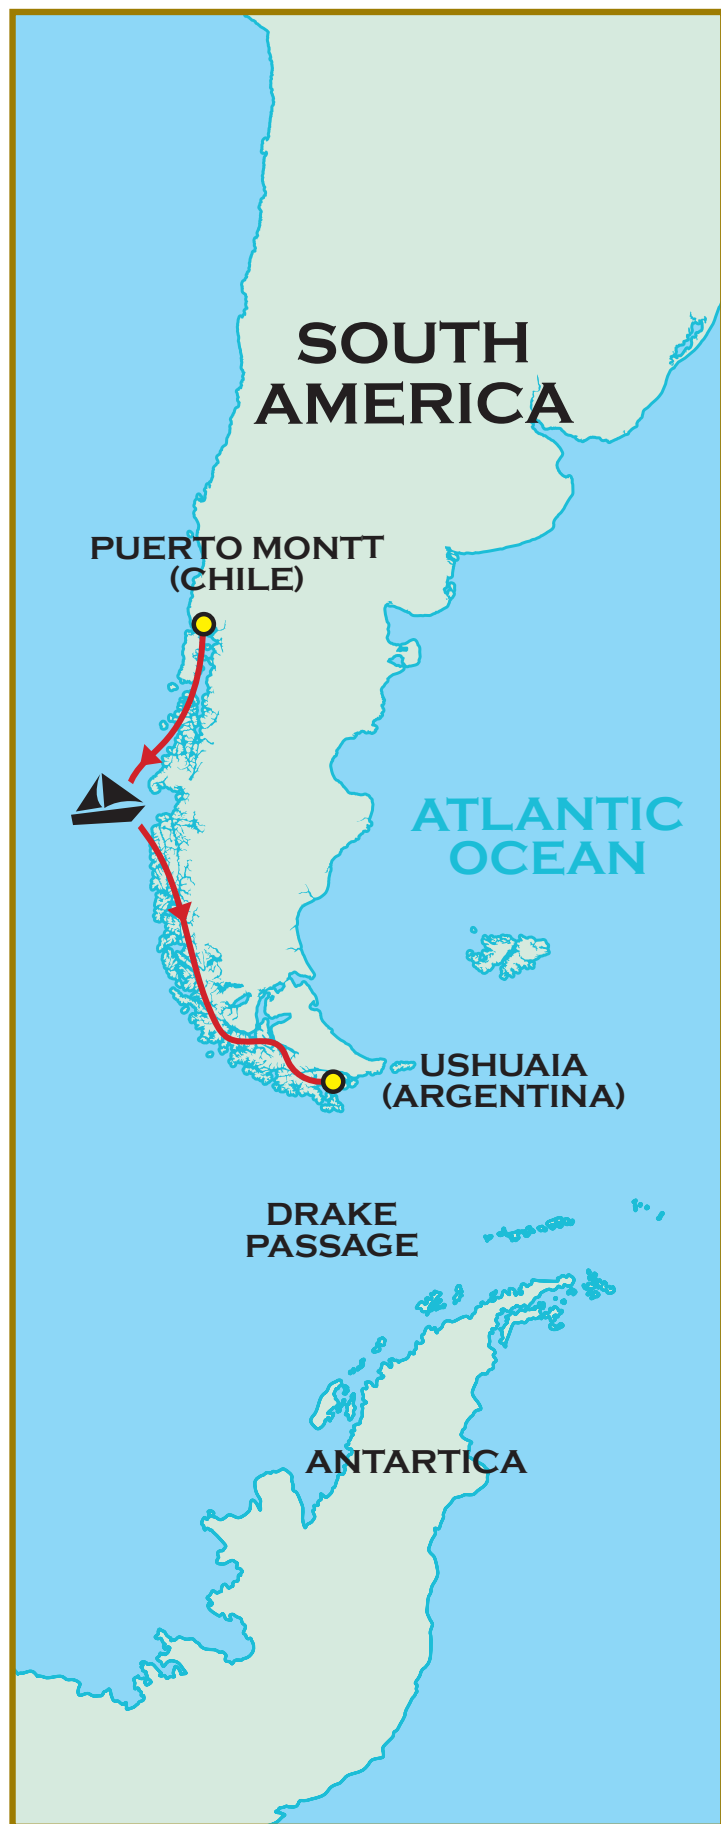 SOUTH
AMERICA
PUERTO MONTT
(CHILE)
ATLANTIC
OCEAN
USHUAIA
(ARGENTINA)
DRAKE
PASSAGE
ANTARTICA